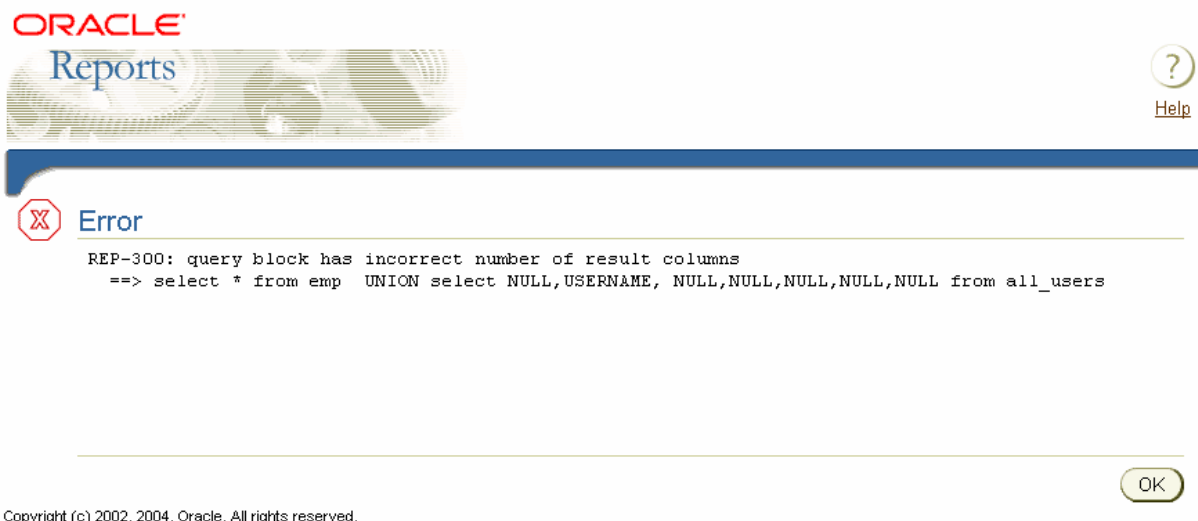 ORACLE
Reports
?
Help
X
Error
REP-300: query block has incorrect number of result columns
==> select * from emp  UNION select NULL,USERNAME, NULL,NULL,NULL,NULL,NULL from all_users
OK
Copyright (c) 2002, 2004, Oracle. All rights reserved.